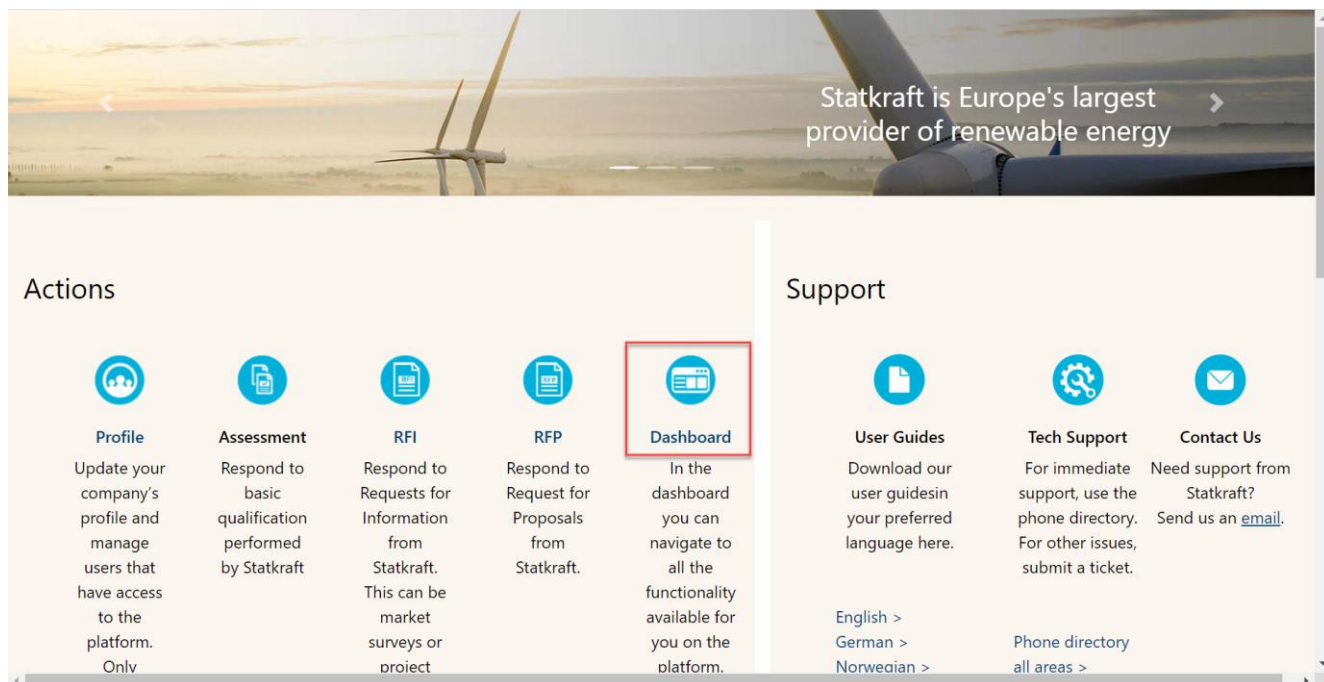 Statkraft is Europe's largest
provider of renewable energy
Actions
Profile
Update your
company's
profile and
manage
users that
have access
to the
platform.
Only
Assessment
Respond to
basic
qualification
performed
by Statkraft
RFI
Respond to
Requests for
Information
from
Statkraft.
This can be
market
surveys or
project
RFP
Respond to
Request for
Proposals
from
Statkraft.
Dashboard
In the
dashboard
you can
navigate to
all the
functionality
available for
you on the
platform.
Support
User Guides
Download our
user guidesin
your preferred
language here.
English >
German >
Norwegian >
Tech Support
For immediate
support, use the
phone directory.
For other issues,
submit a ticket.
Phone directory
all areas >
Contact Us
Need support from
Statkraft?
Send us an email.